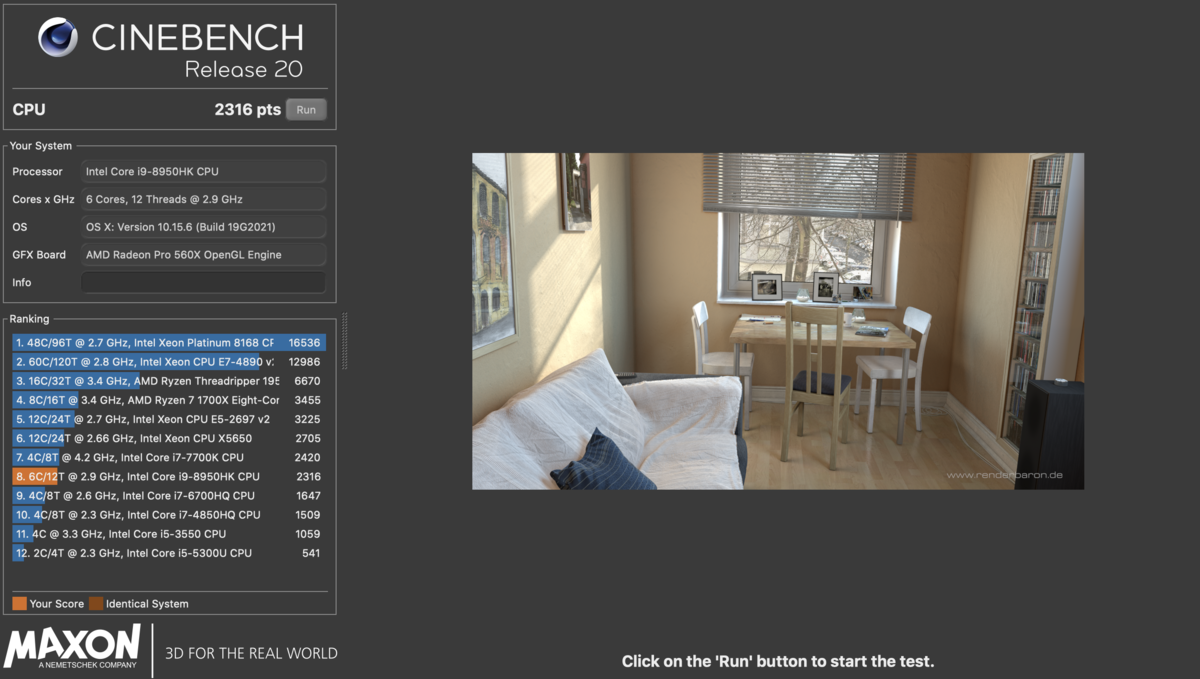 CINEBENCH
Release 20
CPU 2316 pts Run
Your System
Processor Intel Core i9-8950HK CPU
Cores x GHz 6 Cores, 12 Threads @ 2.9 GHz
OS OS X: Version 10.15.6 (Build 19G2021)
GFX Board AMD Radeon Pro 560X OpenGL Engine
Info
Ranking
1. 48C/96T @ 2.7 GHz, Intel Xeon Platinum 8168 CP 16536
2. 60C/120T @ 2.8 GHz, Intel Xeon CPU E7-4890 v2 12986
3. 16C/32T @ 3.4 GHz, AMD Ryzen Threadripper 195 6670
4. 8C/16T @ 3.4 GHz, AMD Ryzen 7 1700X Eight-Cor 3455
5. 12C/24T @ 2.7 GHz, Intel Xeon CPU E5-2697 v2 3225
6. 12C/24T @ 2.66 GHz, Intel Xeon CPU X5650 2705
7. 4C/8T @ 4.2 GHz, Intel Core i7-7700K CPU 2420
8. 6C/12T @ 2.9 GHz, Intel Core i9-8950HK CPU 2316
9. 4C/8T @ 2.6 GHz, Intel Core i7-6700HQ CPU 1647
10. 4C/8T @ 2.3 GHz, Intel Core i7-4850HQ CPU 1509
11. 4C @ 3.3 GHz, Intel Core i5-3550 CPU 1059
12. 2C/4T @ 2.3 GHz, Intel Core i5-5300U CPU 541
Your Score Identical System
MAXON
A NEMETSCHEK COMPANY
3D FOR THE REAL WORLD
www.renderbaron.de
Click on the 'Run' button to start the test.